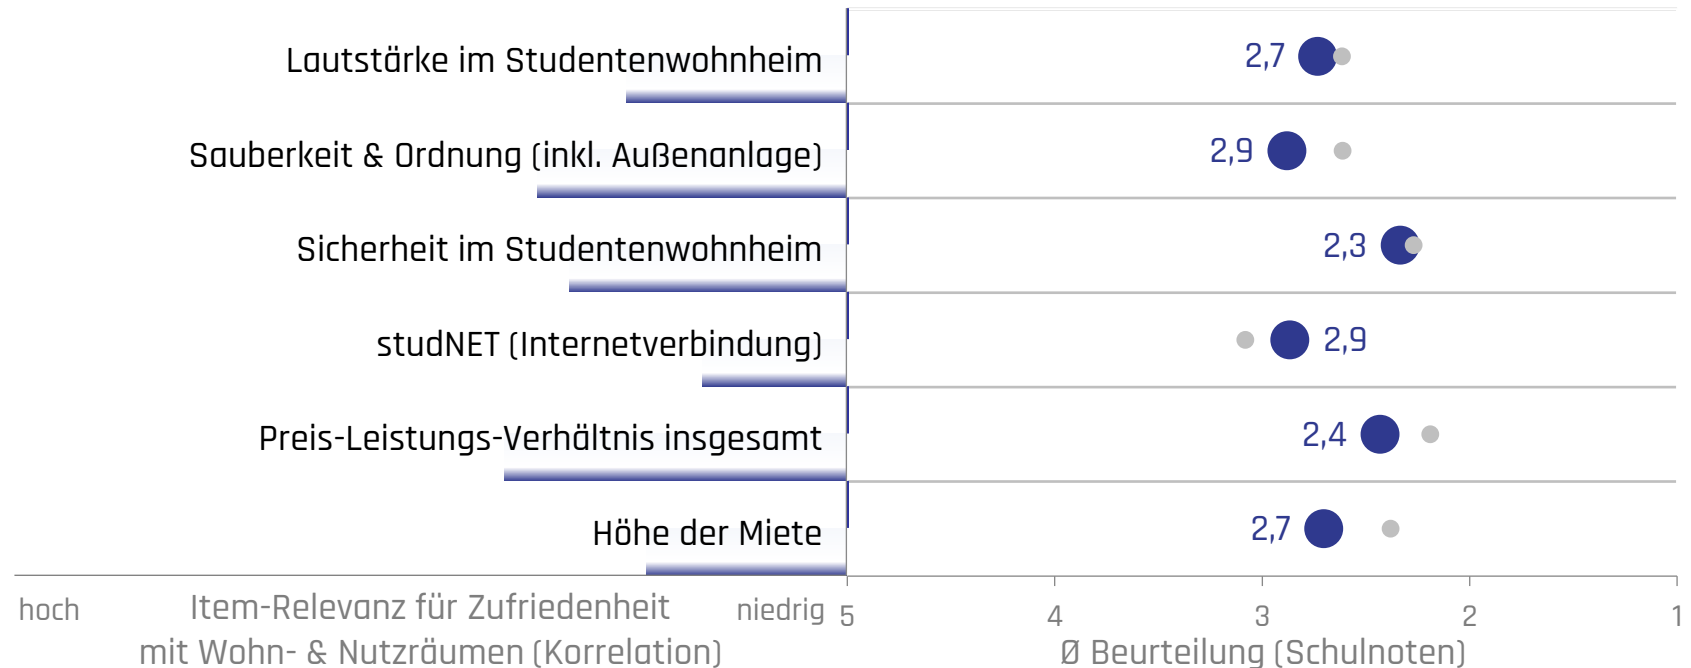 Lautstärke im Studentenwohnheim 2,7
Sauberkeit & Ordnung (inkl. Außenanlage) 2,9
Sicherheit im Studentenwohnheim 2,3
studNET (Internetverbindung) 2,9
Preis-Leistungs-Verhältnis insgesamt 2,4
Höhe der Miete 2,7
hoch Item-Relevanz für Zufriedenheit niedrig 5 4 3 2 1
mit Wohn- & Nutzräumen (Korrelation) Ø Beurteilung (Schulnoten)